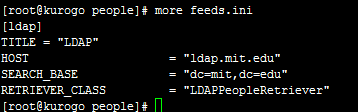 [root@kurogo people]# more feeds.ini
[ldap]
TITLE = "LDAP"
HOST = "ldap.mit.edu"
SEARCH_BASE = "dc=mit,dc=edu"
RETRIEVER_CLASS = "LDAPPeopleRetriever"
[root@kurogo people]#